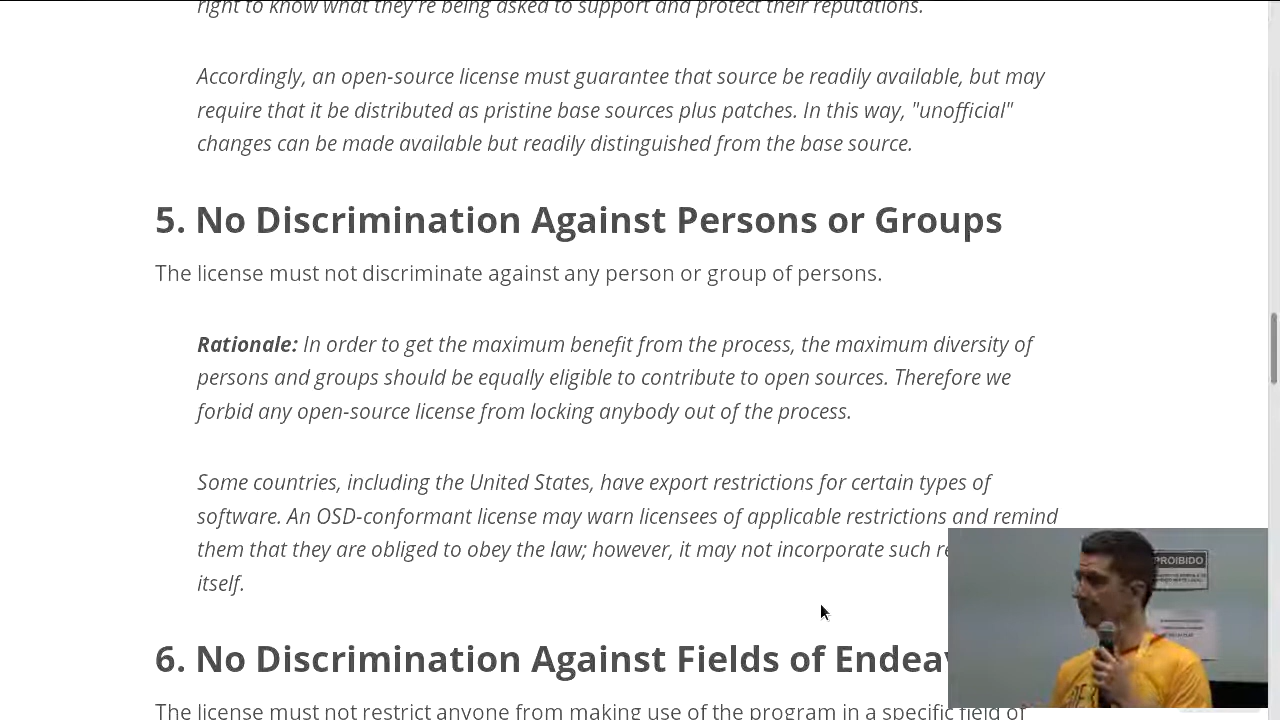 right to know what they're being asked to support and protect their reputations.
Accordingly, an open-source license must guarantee that source be readily available, but may
require that it be distributed as pristine base sources plus patches. In this way, "unofficial"
changes can be made available but readily distinguished from the base source.
5. No Discrimination Against Persons or Groups
The license must not discriminate against any person or group of persons.
Rationale: In order to get the maximum benefit from the process, the maximum diversity of
persons and groups should be equally eligible to contribute to open sources. Therefore we
forbid any open-source license from locking anybody out of the process.
Some countries, including the United States, have export restrictions for certain types of
software. An OSD-conformant license may warn licensees of applicable restrictions and remind
them that they are obliged to obey the law; however, it may not incorporate such
itself.
PROIBIDO
6. No Discrimination Against Fields of
The license must not restrict anyone from making use of the program in a specific field of